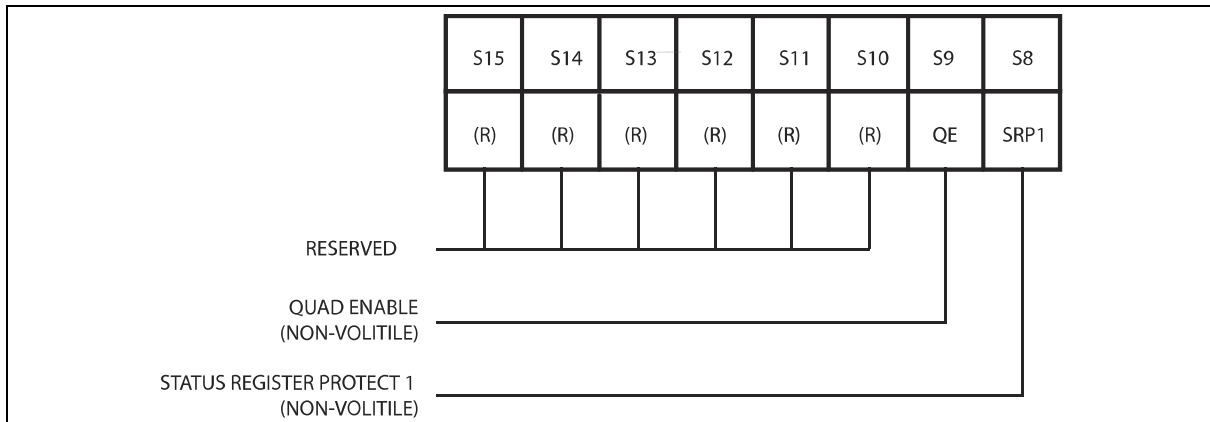 S15 S14 S13 S12 S11 S10 S9 S8
(R) (R) (R) (R) (R) (R) QE SRP1
RESERVED
QUAD ENABLE
(NON-VOLITILE)
STATUS REGISTER PROTECT 1
(NON-VOLITILE)